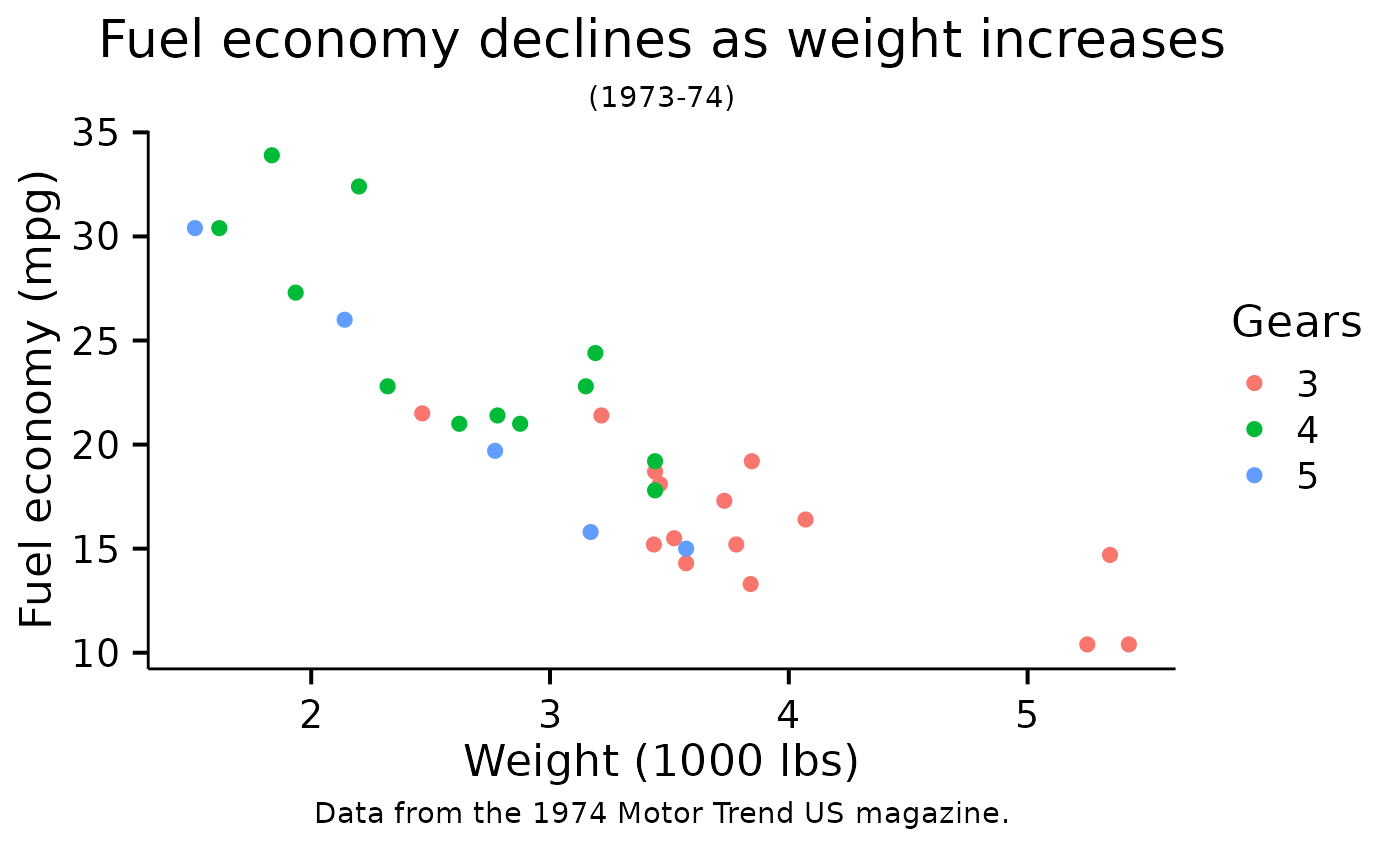 Fuel economy declines as weight increases
(1973-74)
Fuel economy (mpg)
35
30
25
20
15
10
2 3 4 5
Weight (1000 lbs)
Data from the 1974 Motor Trend US magazine.
Gears
3
4
5